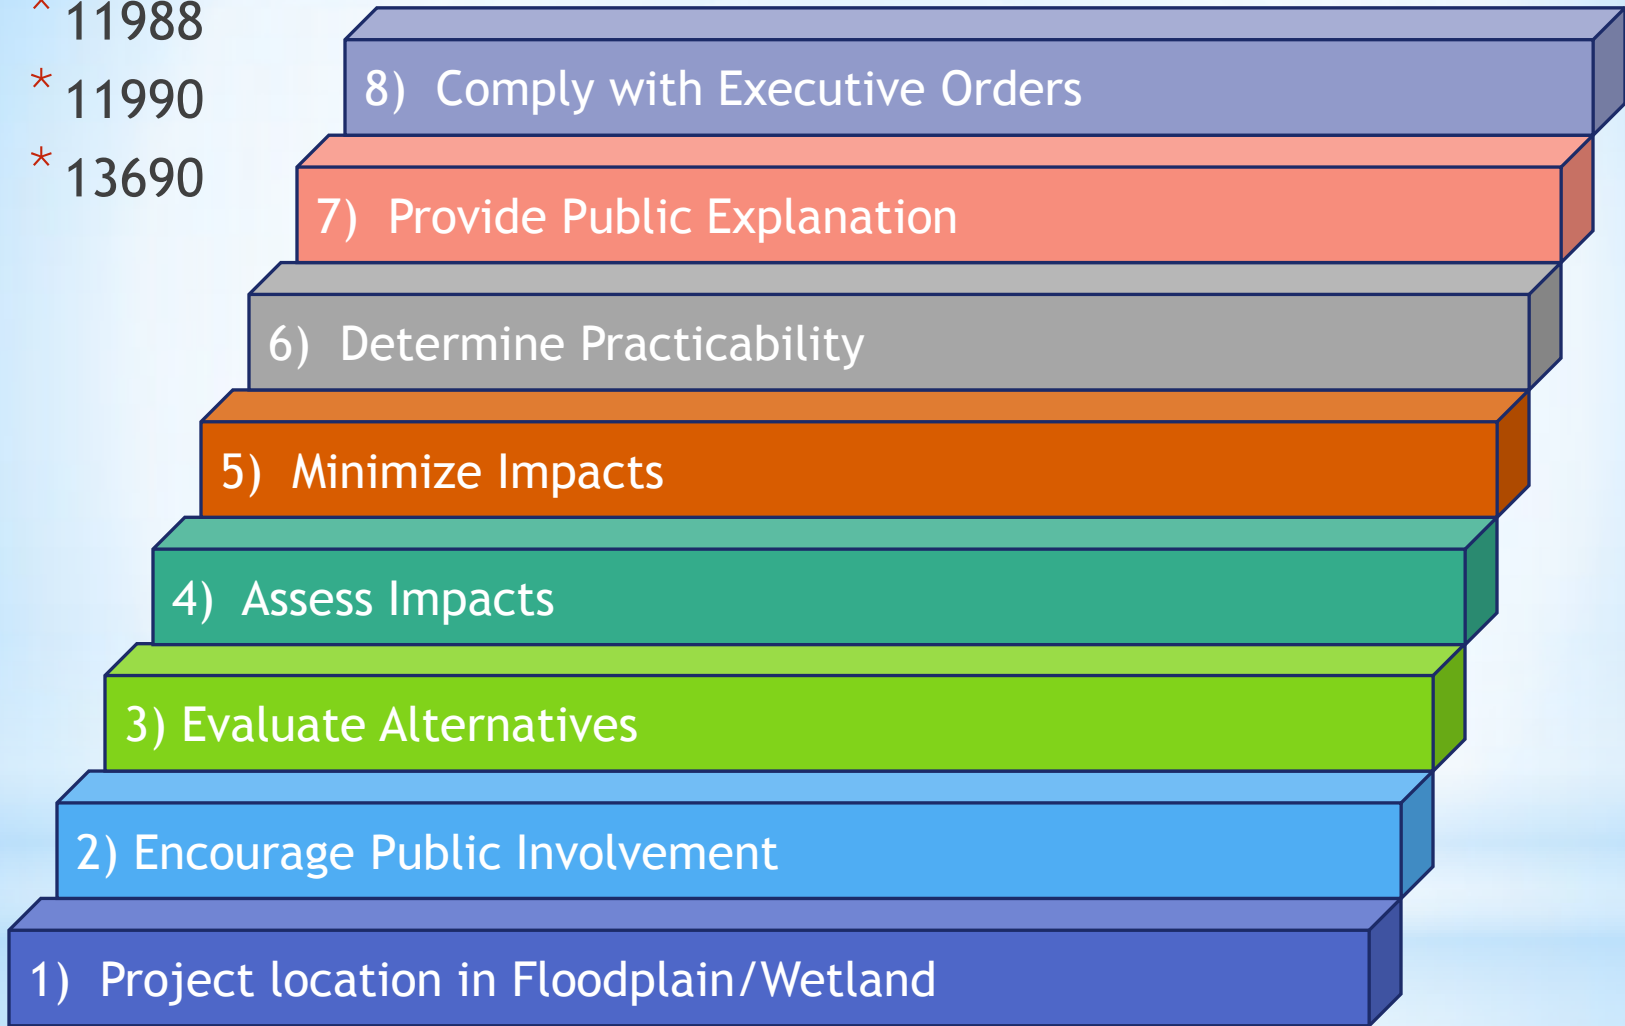 * 11988
* 11990
* 13690
8) Comply with Executive Orders
7) Provide Public Explanation
6) Determine Practicability
5) Minimize Impacts
4) Assess Impacts
3) Evaluate Alternatives
2) Encourage Public Involvement
1) Project location in Floodplain/Wetland